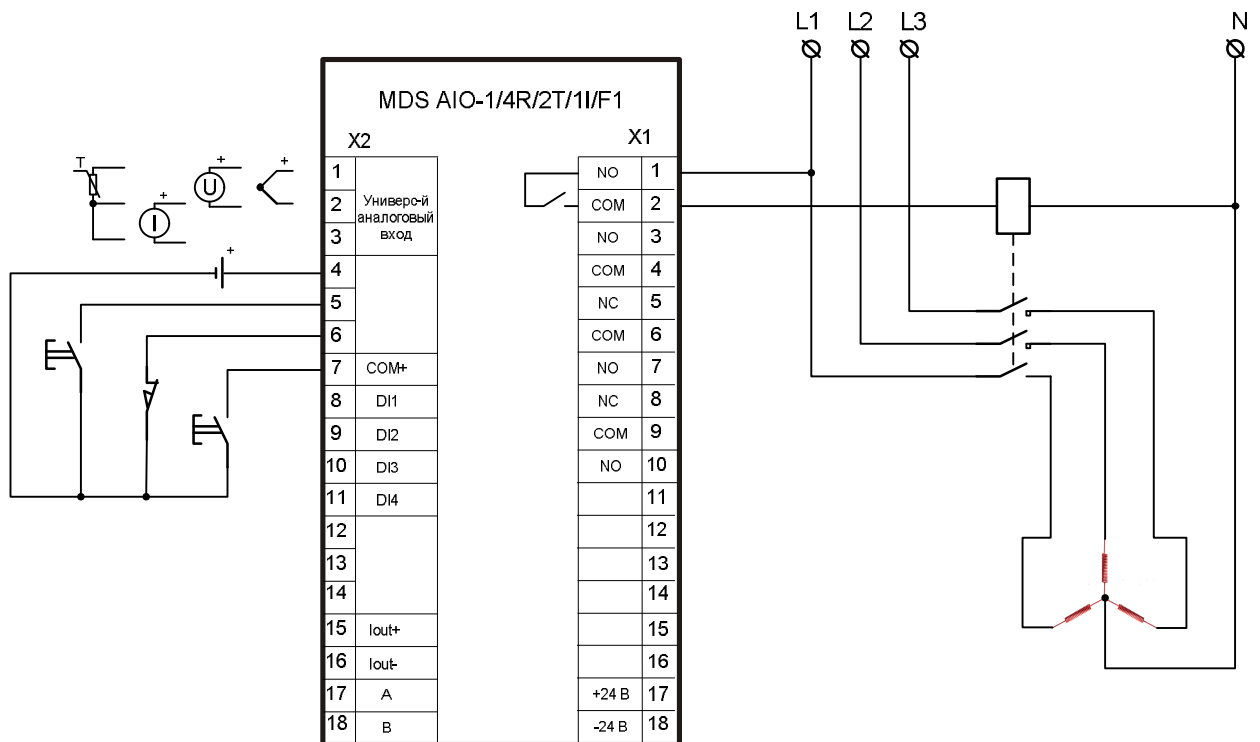 L1 L2 L3 N
MDS AIO-1/4R/2T/1I/F1
X2 X1
T + + +
I U
+
1 Универс-й
2 аналоговый
3 вход
4
5
6
7 COM+
8 DI1
9 DI2
10 DI3
11 DI4
12
13
14
15 Iout+
16 Iout-
17 A
18 B
NO 1
COM 2
NO 3
COM 4
NC 5
COM 6
NO 7
NC 8
COM 9
NO 10
11
12
13
14
15
16
+24 В 17
-24 В 18